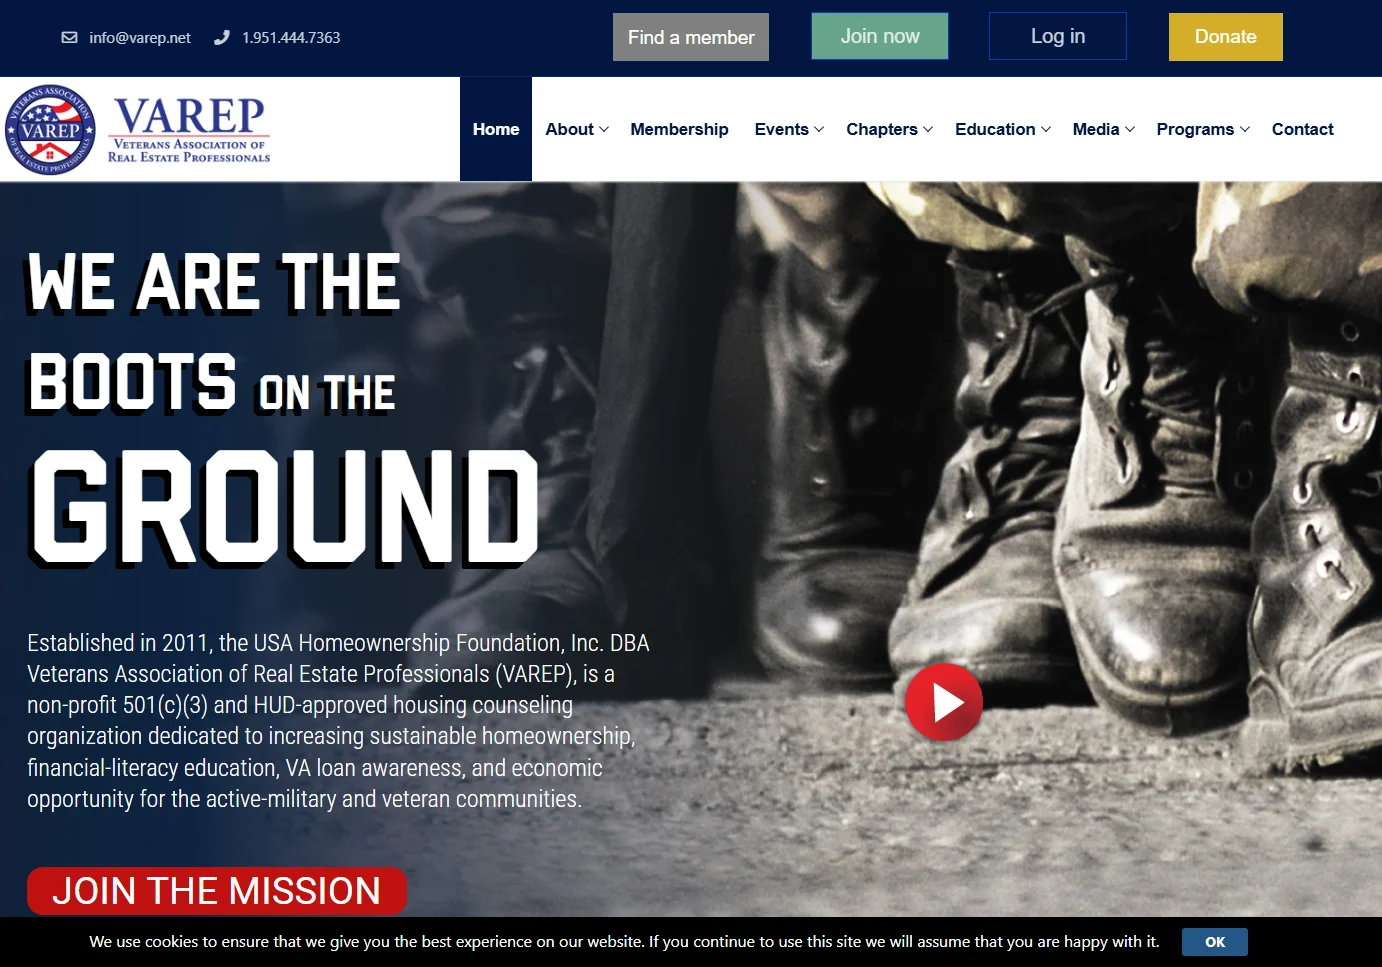 info@varep.net 1.951.444.7363 Find a member Join now Log in Donate
VETERANS ASSOCIATION
VAREP
OF REAL ESTATE PROFESSIONALS
VAREP
VETERANS ASSOCIATION OF
REAL ESTATE PROFESSIONALS
Home About Membership Events Chapters Education Media Programs Contact
WE ARE THE
BOOTS ON THE
GROUND
Established in 2011, the USA Homeownership Foundation, Inc. DBA
Veterans Association of Real Estate Professionals (VAREP), is a
non-profit 501(c)(3) and HUD-approved housing counseling
organization dedicated to increasing sustainable homeownership,
financial-literacy education, VA loan awareness, and economic
opportunity for the active-military and veteran communities.
JOIN THE MISSION
We use cookies to ensure that we give you the best experience on our website. If you continue to use this site we will assume that you are happy with it. OK